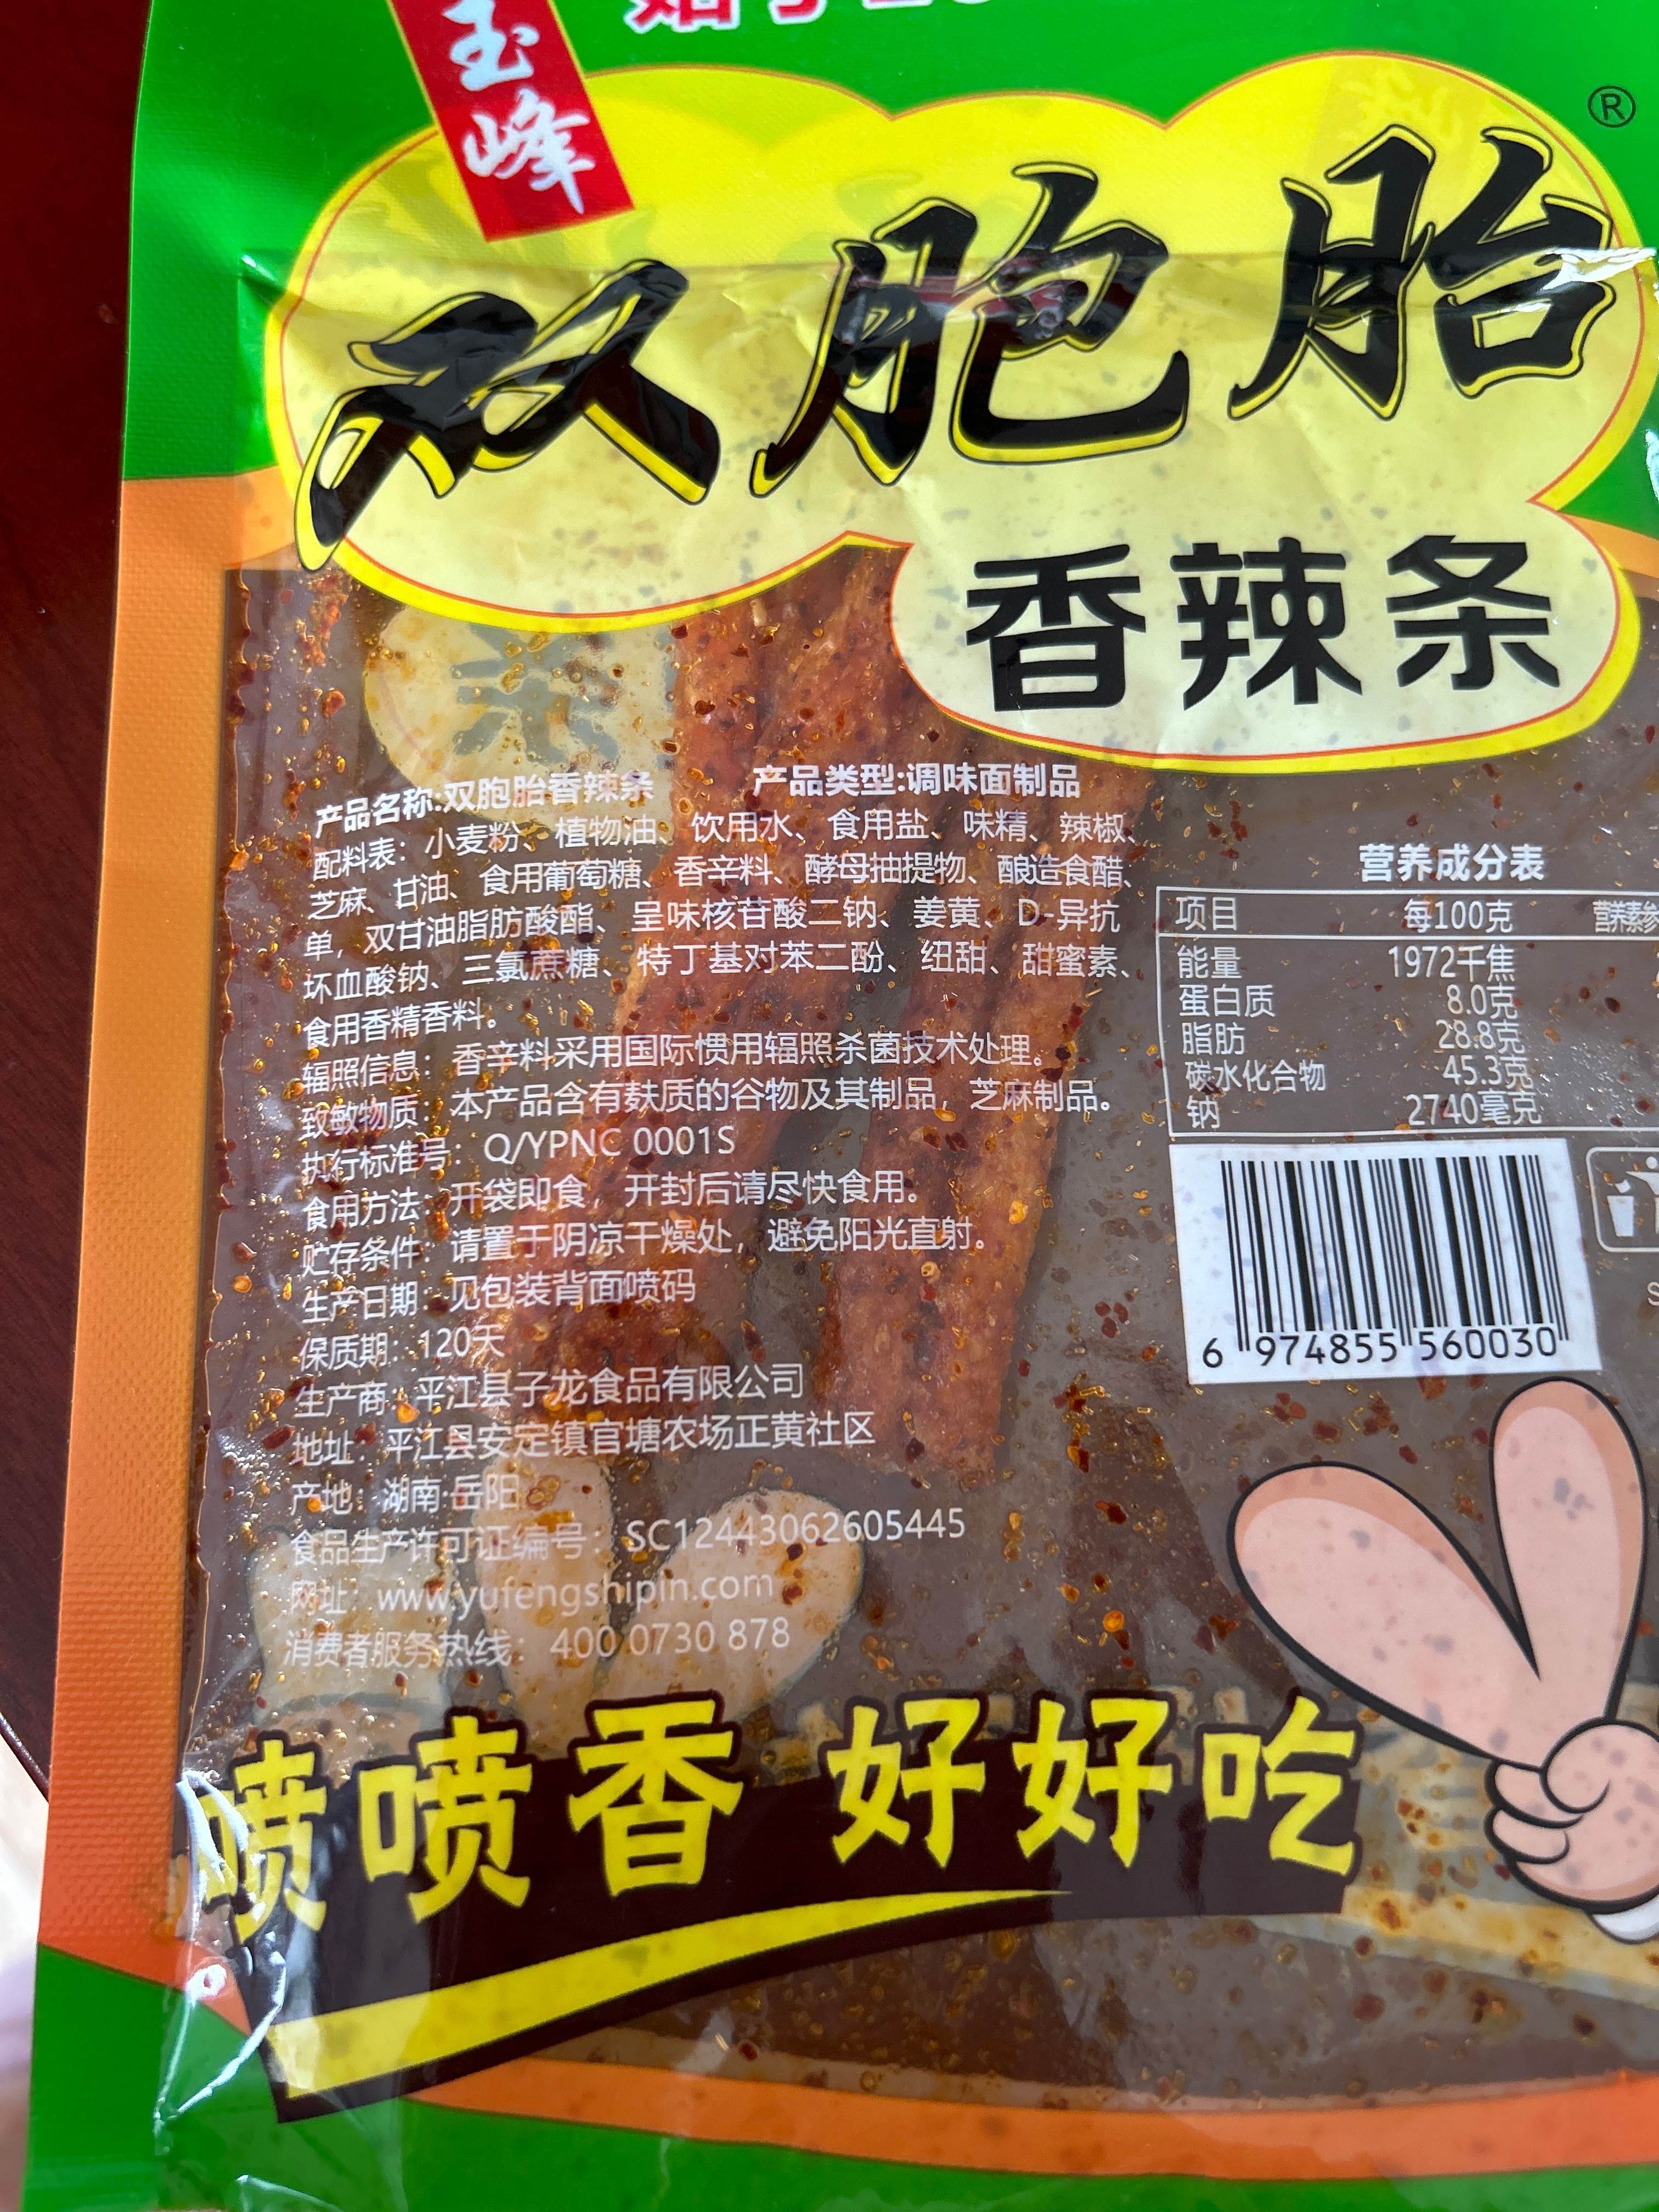 玉峰
®
双胞胎
香辣条
产品名称:双胞胎香辣条 产品类型:调味面制品
配料表：小麦粉、植物油、饮用水、食用盐、味精、辣椒、
芝麻、甘油、食用葡萄糖、香辛料、酵母抽提物、酿造食醋、
单，双甘油脂肪酸酯、呈味核苷酸二钠、姜黄、D-异抗
坏血酸钠、三氯蔗糖、特丁基对苯二酚、纽甜、甜蜜素、
食用香精香料。
辐照信息：香辛料采用国际惯用辐照杀菌技术处理。
致敏物质：本产品含有麸质的谷物及其制品，芝麻制品。
执行标准号：Q/YPNC 0001S
食用方法：开袋即食，开封后请尽快食用。
贮存条件：请置于阴凉干燥处，避免阳光直射。
生产日期：见包装背面喷码
保质期：120天
生产商：平江县子龙食品有限公司
地址：平江县安定镇官塘农场正黄社区
产地：湖南·岳阳
食品生产许可证编号：SC12443062605445
网址：www.yufengshipin.com
消费者服务热线：400 0730 878
营养成分表
项目 每100克 营养素参
能量 1972千焦
蛋白质 8.0克
脂肪 28.8克
碳水化合物 45.3克
钠 2740毫克
6 974855 560030
喷喷香 好好吃